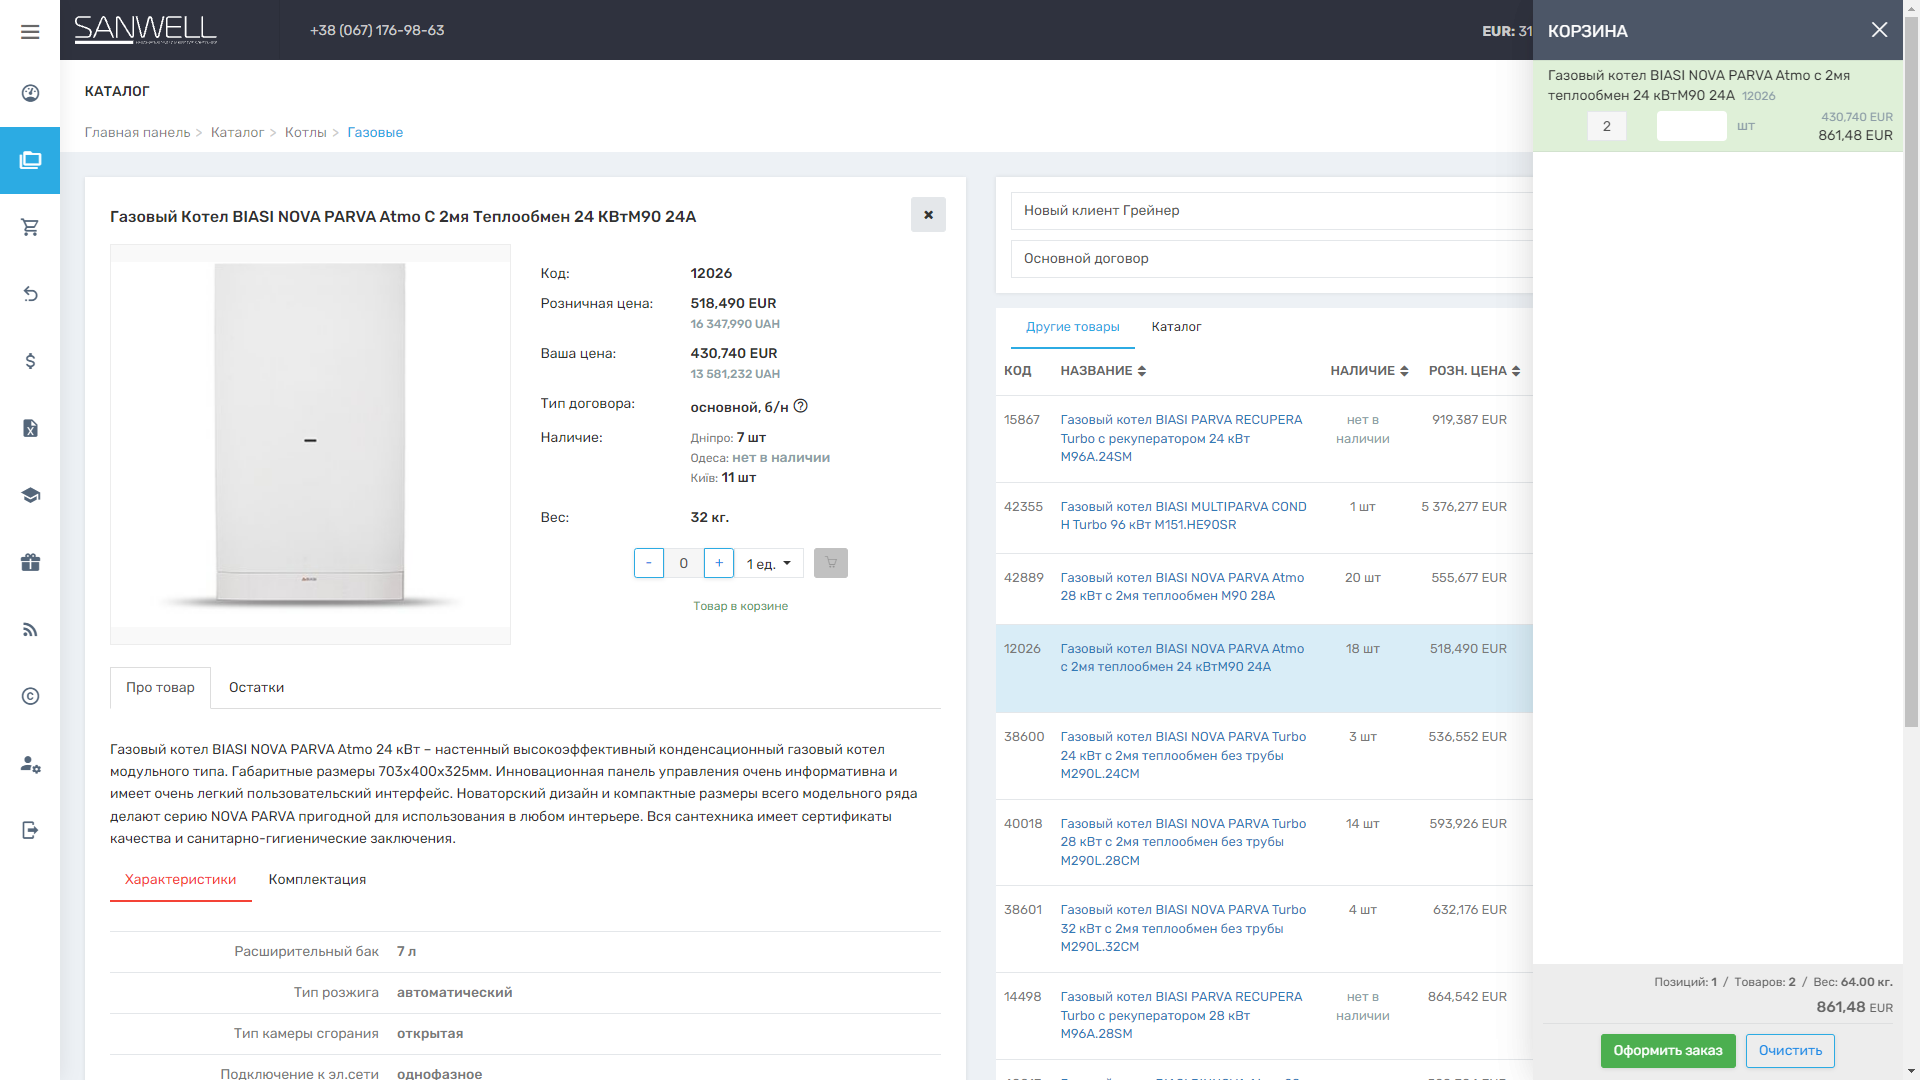 SANWELL
+38 (067) 176-98-63
EUR: 31
КОРЗИНА
КАТАЛОГ
Главная панель > Каталог > Котлы > Газовые
Газовый котел BIASI NOVA PARVA Atmo с 2мя
теплообмен 24 кВтM90 24A 12026
2 шт
430,740 EUR
861,48 EUR
Газовый Котел BIASI NOVA PARVA Atmo С 2мя Теплообмен 24 КВтM90 24A
Код: 12026
Розничная цена: 518,490 EUR
16 347,990 UAH
Ваша цена: 430,740 EUR
13 581,232 UAH
Тип договора: основной, б/н
Наличие: Дніпро: 7 шт
Одеса: нет в наличии
Київ: 11 шт
Вес: 32 кг.
- 0 + 1 ед.
Товар в корзине
Про товар Остатки
Газовый котел BIASI NOVA PARVA Atmo 24 кВт – настенный высокоэффективный конденсационный газовый котел
модульного типа. Габаритные размеры 703х400х325мм. Инновационная панель управления очень информативна и
имеет очень легкий пользовательский интерфейс. Новаторский дизайн и компактные размеры всего модельного ряда
делают серию NOVA PARVA пригодной для использования в любом интерьере. Вся сантехника имеет сертификаты
качества и санитарно-гигиенические заключения.
Характеристики Комплектация
Расширительный бак 7 л
Тип розжига автоматический
Тип камеры сгорания открытая
Подключение к эл.сети однофазное
Новый клиент Грейнер
Основной договор
Другие товары Каталог
КОД НАЗВАНИЕ НАЛИЧИЕ РОЗН. ЦЕНА
15867 Газовый котел BIASI PARVA RECUPERA нет в 919,387 EUR
Turbo с рекуператором 24 кВт наличии
M96A.24SM
42355 Газовый котел BIASI MULTIPARVA COND 1 шт 5 376,277 EUR
H Turbo 96 кВт M151.HE90SR
42889 Газовый котел BIASI NOVA PARVA Atmo 20 шт 555,677 EUR
28 кВт с 2мя теплообмен M90 28A
12026 Газовый котел BIASI NOVA PARVA Atmo 18 шт 518,490 EUR
с 2мя теплообмен 24 кВтM90 24A
38600 Газовый котел BIASI NOVA PARVA Turbo 3 шт 536,552 EUR
24 кВт с 2мя теплообмен без трубы
M290L.24CM
40018 Газовый котел BIASI NOVA PARVA Turbo 14 шт 593,926 EUR
28 кВт с 2мя теплообмен без трубы
M290L.28CM
38601 Газовый котел BIASI NOVA PARVA Turbo 4 шт 632,176 EUR
32 кВт с 2мя теплообмен без трубы
M290L.32CM
14498 Газовый котел BIASI PARVA RECUPERA нет в 864,542 EUR
Turbo с рекуператором 28 кВт наличии
M96A.28SM
Позиций: 1 / Товаров: 2 / Вес: 64.00 кг.
861,48 EUR
Оформить заказ Очистить